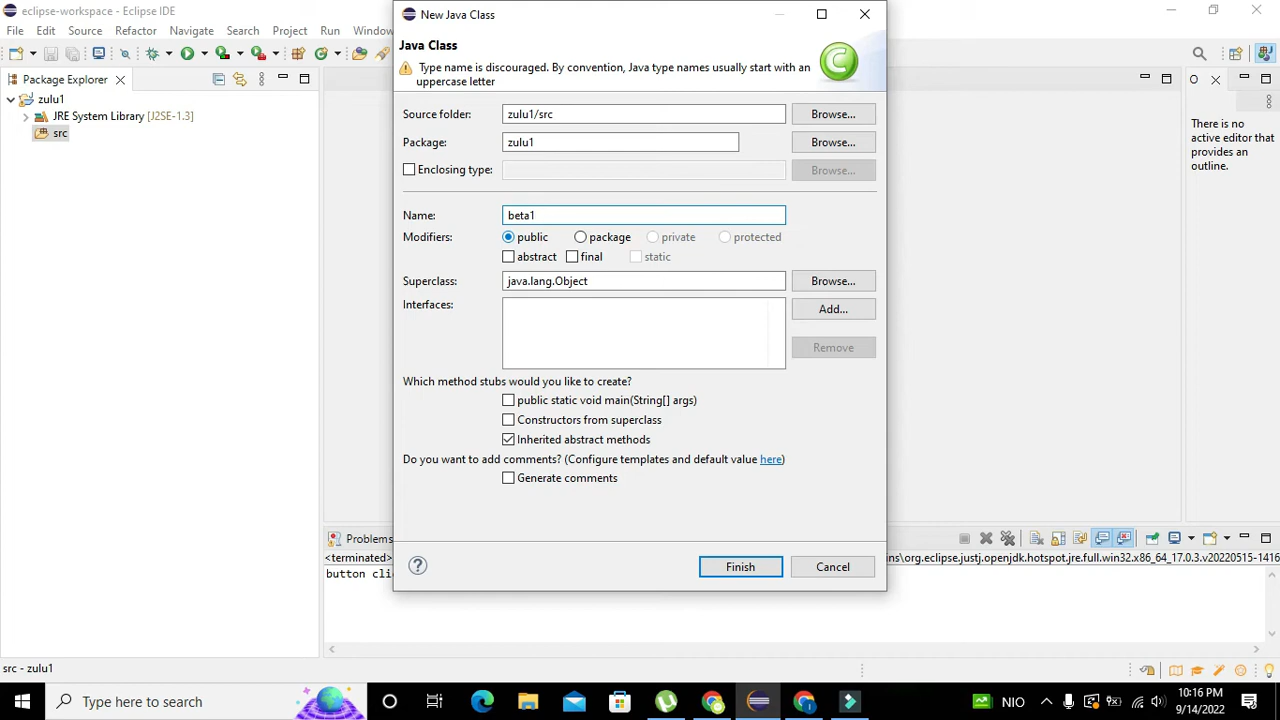 eclipse-workspace - Eclipse IDE
New Java Class
File Edit Source Refactor Navigate Search Project Run Window
Java Class
Type name is discouraged. By convention, Java type names usually start with an
uppercase letter
Package Explorer
zulu1
JRE System Library [J2SE-1.3]
src
Source folder: zulu1/src Browse...
Package: zulu1 Browse...
Enclosing type: Browse...
Name: beta1
Modifiers: public package private protected
abstract final static
Superclass: java.lang.Object Browse...
Interfaces: Add...
Remove
Which method stubs would you like to create?
public static void main(String[] args)
Constructors from superclass
Inherited abstract methods
Do you want to add comments? (Configure templates and default value here)
Generate comments
Finish Cancel
There is no
active editor that
provides an
outline.
Problems
<terminated> ins\org.eclipse.justj.openjdk.hotspot.jre.full.win32.x86_64_17.0.3.v20220515-1416
button cli
src - zulu1
Type here to search
NIO
10:16 PM
9/14/2022